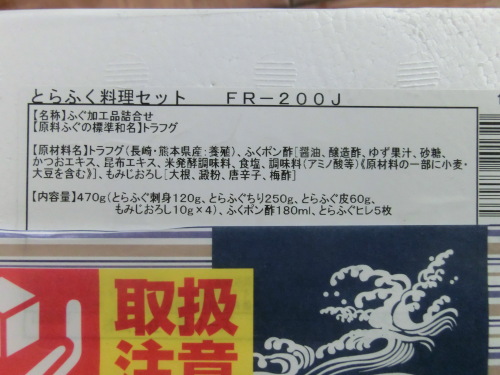 とらふく料理セット　　FR－200J
【名称】ふぐ加工品詰合せ
【原料ふぐの標準和名】トラフグ
【原材料名】トラフグ(長崎・熊本県産：養殖)、ふくポン酢[醤油、醸造酢、ゆず果汁、砂糖、
かつおエキス、昆布エキス、米発酵調味料、食塩、調味料(アミノ酸等)《原材料の一部に小麦・
大豆を含む》]、もみじおろし[大根、澱粉、唐辛子、梅酢]
【内容量】470g(とらふぐ刺身120g、とらふぐちり250g、とらふぐ皮60g、
もみじおろし10g×4)、ふくポン酢180ml、とらふぐヒレ5枚
取扱
注意